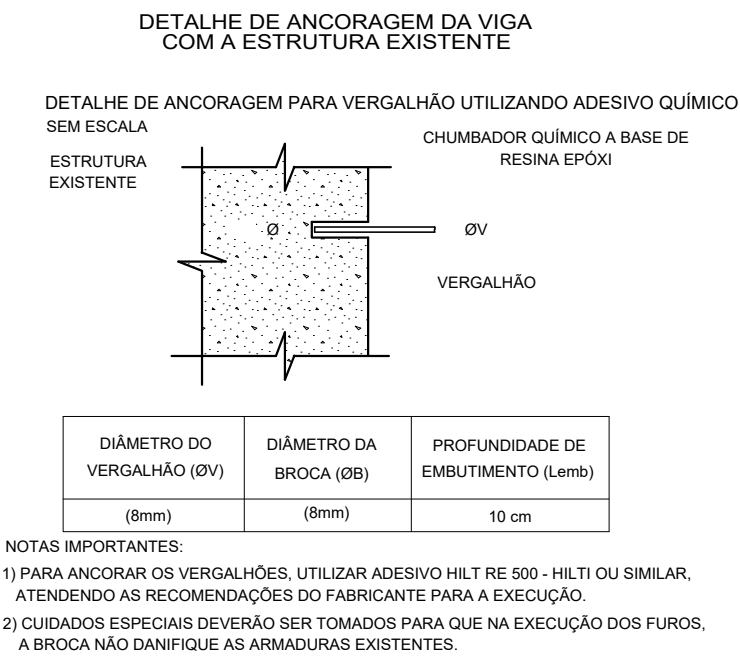 DETALHE DE ANCORAGEM DA VIGA
COM A ESTRUTURA EXISTENTE
DETALHE DE ANCORAGEM PARA VERGALHÃO UTILIZANDO ADESIVO QUÍMICO
SEM ESCALA
CHUMBADOR QUÍMICO A BASE DE
RESINA EPÓXI
ESTRUTURA
EXISTENTE
Ø
ØV
VERGALHÃO
DIÂMETRO DO
VERGALHÃO (ØV)
DIÂMETRO DA
BROCA (ØB)
PROFUNDIDADE DE
EMBUTIMENTO (Lemb)
(8mm)
(8mm)
10 cm
NOTAS IMPORTANTES:
1) PARA ANCORAR OS VERGALHÕES, UTILIZAR ADESIVO HILT RE 500 - HILTI OU SIMILAR,
ATENDENDO AS RECOMENDAÇÕES DO FABRICANTE PARA A EXECUÇÃO.
2) CUIDADOS ESPECIAIS DEVERÃO SER TOMADOS PARA QUE NA EXECUÇÃO DOS FUROS,
A BROCA NÃO DANIFIQUE AS ARMADURAS EXISTENTES.